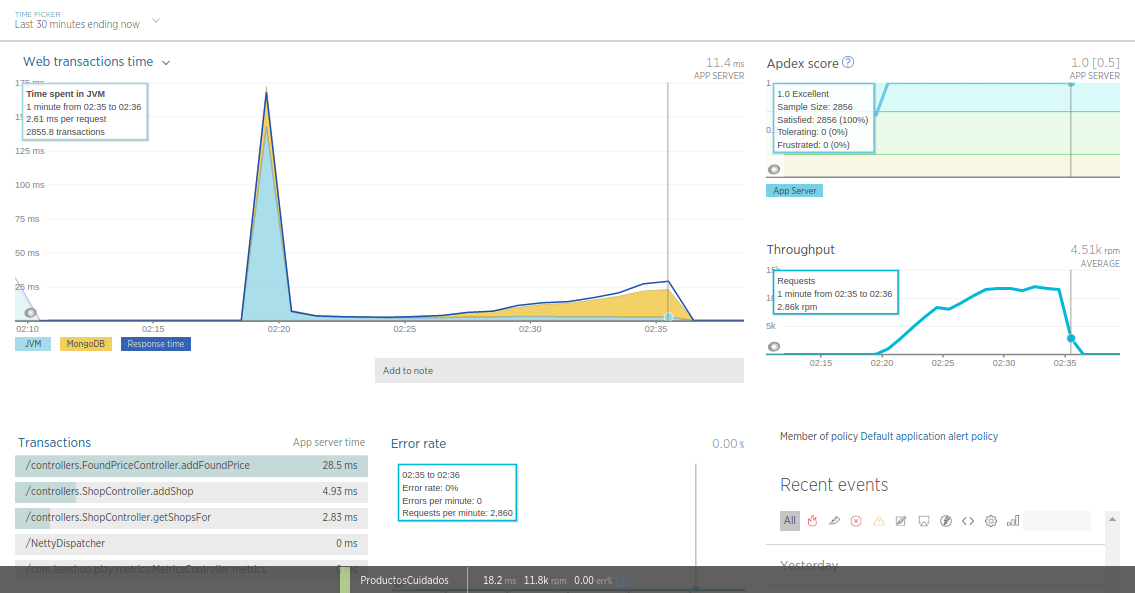 TIME PICKER
Last 30 minutes ending now
Web transactions time
11.4 ms
APP SERVER
175 ms
Time spent in JVM
1 minute from 02:35 to 02:36
2.61 ms per request
2855.8 transactions
125 ms
100 ms
75 ms
50 ms
25 ms
02:10
02:15
02:20
02:25
02:30
02:35
JVM
MongoDB
Response time
Add to note
Apdex score ?
1.0 [0.5]
APP SERVER
1
0.
1.0 Excellent
Sample Size: 2856
Satisfied: 2856 (100%)
Tolerating: 0 (0%)
Frustrated: 0 (0%)
App Server
Throughput
4.51k rpm
AVERAGE
Requests
1 minute from 02:35 to 02:36
2.86k rpm
5k
02:15
02:20
02:25
02:30
02:35
Transactions
App server time
/controllers.FoundPriceController.addFoundPrice 28.5 ms
/controllers.ShopController.addShop 4.93 ms
/controllers.ShopController.getShopsFor 2.83 ms
/NettyDispatcher 0 ms
/com.kenshoo.play.metrics.MetricsController.metrics
Error rate
0.00 %
02:35 to 02:36
Error rate: 0%
Errors per minute: 0
Requests per minute: 2,860
Member of policy Default application alert policy
Recent events
All
Yesterday
ProductosCuidados 18.2 ms 11.8k rpm 0.00 err%